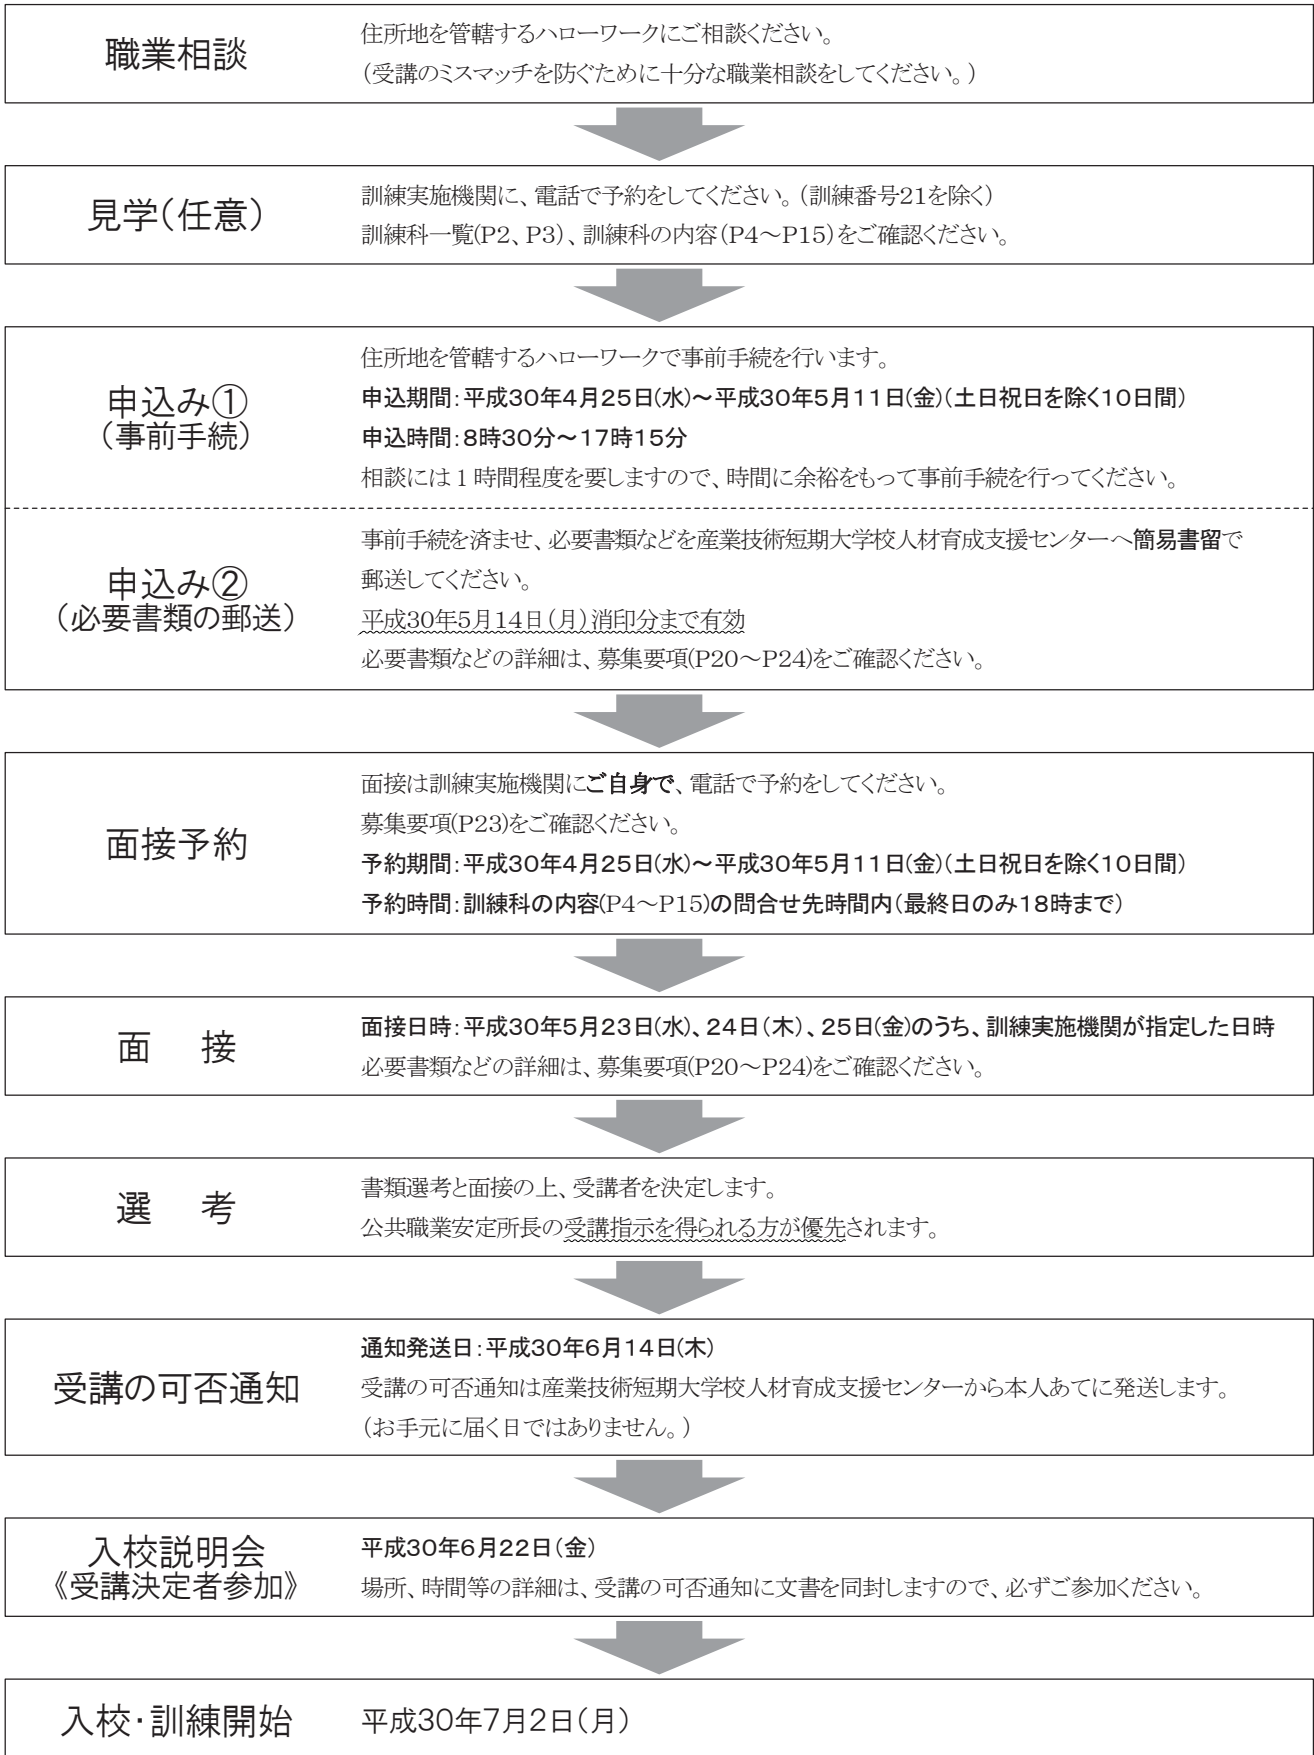 職業相談
住所地を管轄するハローワークにご相談ください。
（受講のミスマッチを防ぐために十分な職業相談をしてください。）
見学（任意）
訓練実施機関に、電話で予約をしてください。（訓練番号21を除く）
訓練科一覧(P2、P3）、訓練科の内容（P4～P15）をご確認ください。
申込み①
（事前手続）
住所地を管轄するハローワークで事前手続を行います。
申込期間：平成30年4月25日(水)～平成30年5月11日(金)（土日祝日を除く10日間）
申込時間：8時30分～17時15分
相談には１時間程度を要しますので、時間に余裕をもって事前手続を行ってください。
申込み②
（必要書類の郵送）
事前手続を済ませ、必要書類などを産業技術短期大学校人材育成支援センターへ簡易書留で
郵送してください。
平成30年5月14日（月）消印分まで有効
必要書類などの詳細は、募集要項(P20～P24)をご確認ください。
面接予約
面接は訓練実施機関にご自身で、電話で予約をしてください。
募集要項(P23)をご確認ください。
予約期間：平成30年4月25日(水)～平成30年5月11日(金)（土日祝日を除く10日間）
予約時間：訓練科の内容(P4～P15)の問合せ先時間内（最終日のみ18時まで）
面　接
面接日時：平成30年5月23日(水)、24日（木）、25日(金)のうち、訓練実施機関が指定した日時
必要書類などの詳細は、募集要項(P20～P24)をご確認ください。
選　考
書類選考と面接の上、受講者を決定します。
公共職業安定所長の受講指示を得られる方が優先されます。
受講の可否通知
通知発送日：平成30年6月14日(木)
受講の可否通知は産業技術短期大学校人材育成支援センターから本人あてに発送します。
（お手元に届く日ではありません。）
入校説明会
《受講決定者参加》
平成30年6月22日（金）
場所、時間等の詳細は、受講の可否通知に文書を同封しますので、必ずご参加ください。
入校・訓練開始
平成30年7月2日（月）